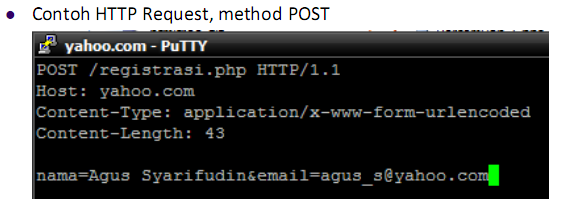 ● Contoh HTTP Request, method POST
yahoo.com - PuTTY
POST /registrasi.php HTTP/1.1
Host: yahoo.com
Content-Type: application/x-www-form-urlencoded
Content-Length: 43

nama=Agus Syarifudin&email=agus_s@yahoo.com